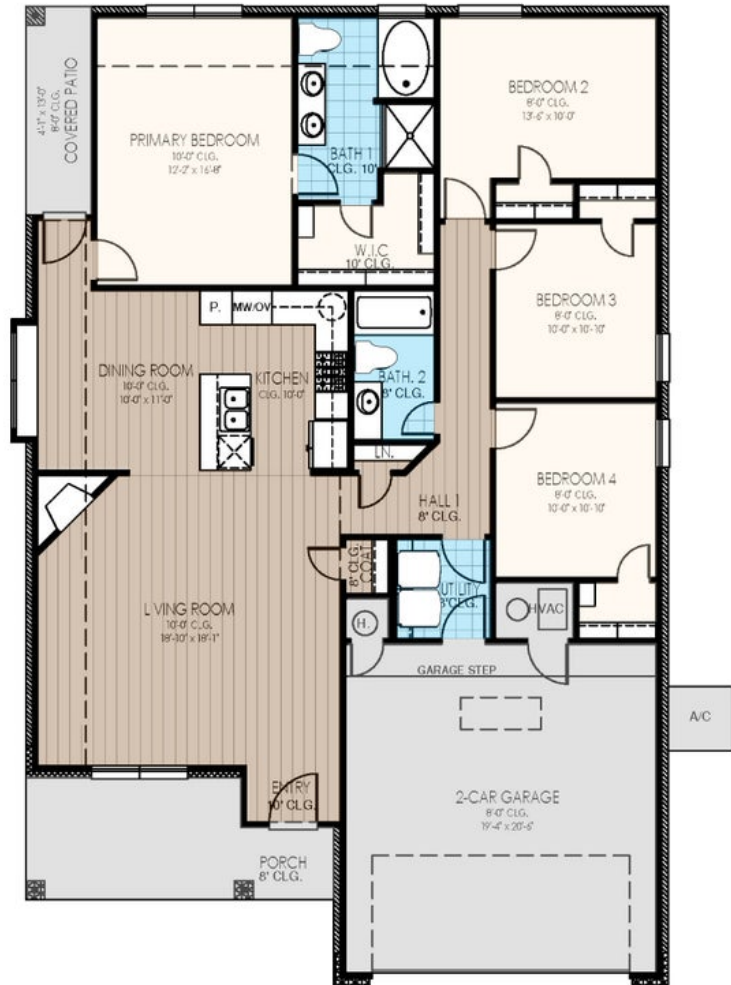 4'-1" x 13'-0"
8'-0" CLG.
COVERED PATIO
PRIMARY BEDROOM
10'-0" CLG.
12'-2" x 16'-8"
BATH 1
CLG. 10'
W.I.C
10' CLG.
BEDROOM 2
8'-0" CLG.
13'-6" x 10'-0"
BEDROOM 3
8'-0" CLG.
10'-0" x 10'-10"
P.
MW/OV
DINING ROOM
10'-0" CLG.
10'-0" x 11'-0"
KITCHEN
CLG. 10'-0"
BATH. 2
8' CLG.
LN.
HALL 1
8' CLG.
BEDROOM 4
8'-0" CLG.
10'-0" x 10'-10"
8' CLG.
COAT
UTILITY
8' CLG.
HVAC
H.
LIVING ROOM
10'-0" CLG.
18'-10" x 18'-1"
GARAGE STEP
A/C
2-CAR GARAGE
8'-0" CLG.
19'-4" x 20'-6"
ENTRY
10' CLG.
PORCH
8' CLG.